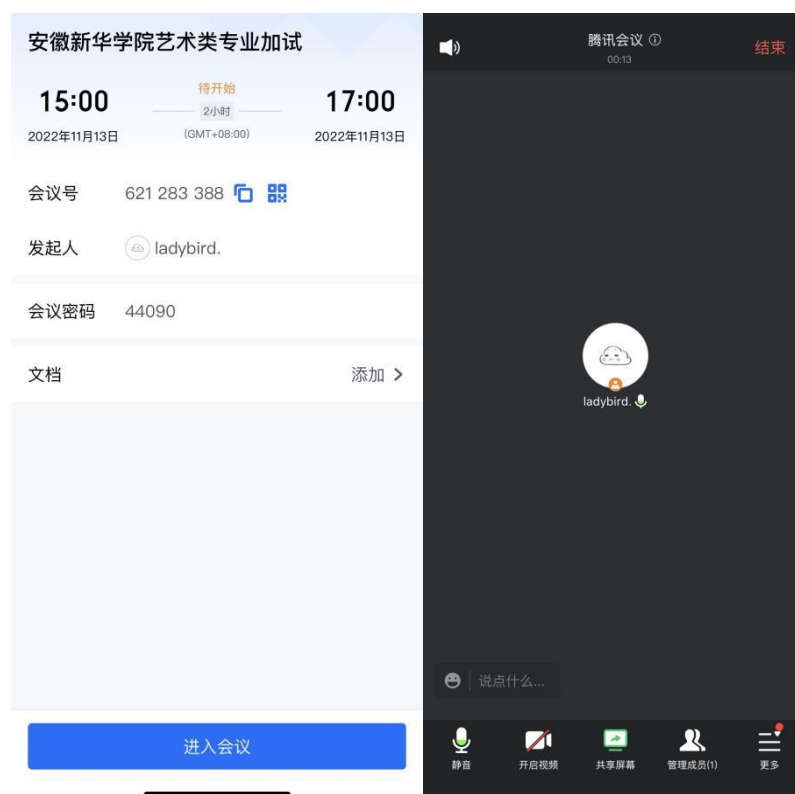 安徽新华学院艺术类专业加试
15:00
待开始
2小时
17:00
2022年11月13日
(GMT+08:00)
2022年11月13日
会议号 621 283 388
发起人 ladybird.
会议密码 44090
文档 添加 >
进入会议
腾讯会议
00:13
结束
ladybird.
说点什么...
静音 开启视频 共享屏幕 管理成员(1) 更多